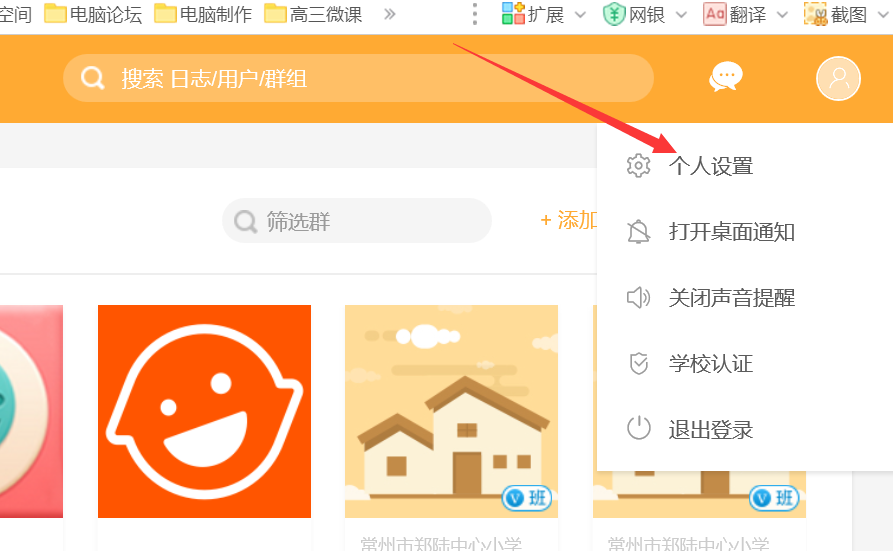 空间 电脑论坛 电脑制作 高三微课 » 扩展 网银 Aa 翻译 截图
搜索 日志/用户/群组
个人设置
筛选群 + 添加
打开桌面通知
关闭声音提醒
学校认证
退出登录
V 班 V 班
常州市郑陆中心小学 常州市郑陆中心小学